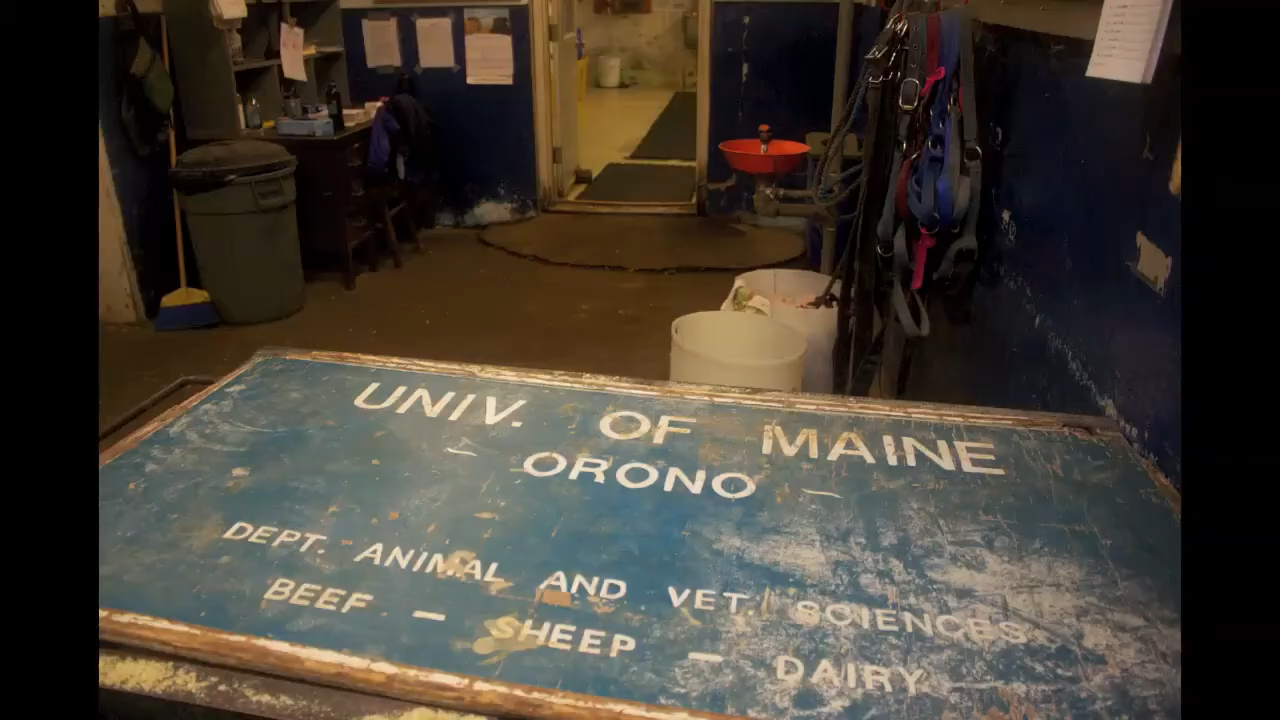 UNIV. OF MAINE
- ORONO -
DEPT. ANIMAL AND VET. SCIENCES
BEEF - SHEEP - DAIRY